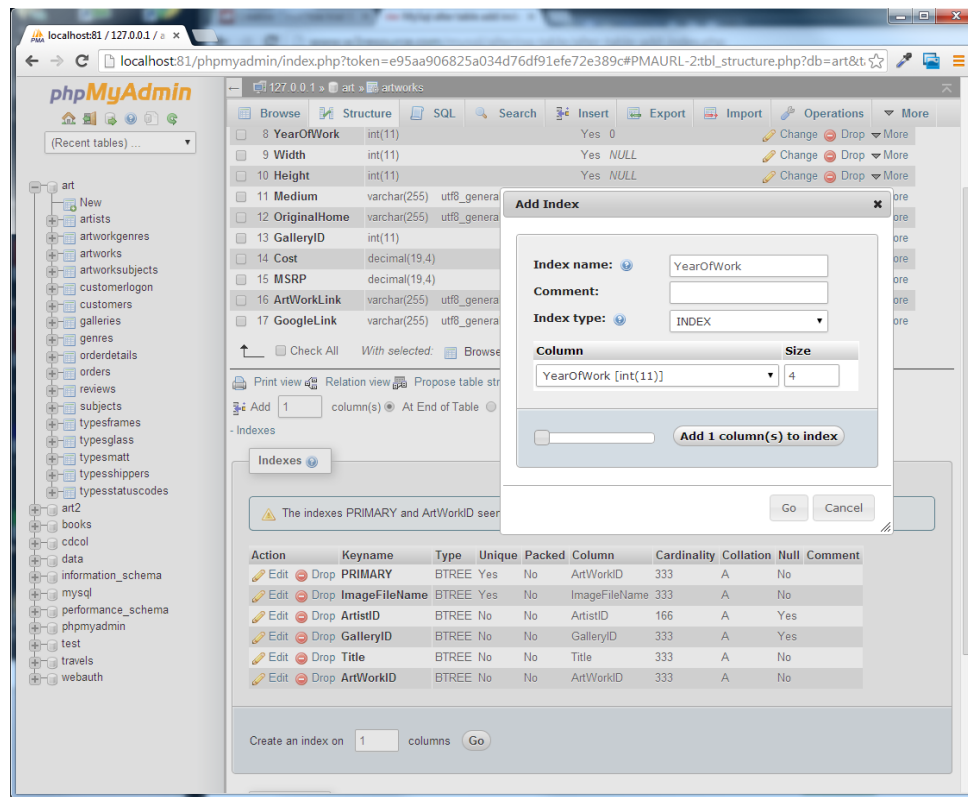 localhost:81 / 127.0.0.1 / a
localhost:81/phpmyadmin/index.php?token=e95aa906825a034d76df91efe72e389c#PMAURL-2:tbl_structure.php?db=art&t
phpMyAdmin
(Recent tables) ...
art
New
artists
artworkgenres
artworks
artworksubjects
customerlogon
customers
galleries
genres
orderdetails
orders
reviews
subjects
typesframes
typesglass
typesmatt
typesshippers
typesstatuscodes
art2
books
cdcol
data
information_schema
mysql
performance_schema
phpmyadmin
test
travels
webauth
127.0.0.1 » art » artworks
Browse Structure SQL Search Insert Export Import Operations More
8 YearOfWork int(11) Yes 0 Change Drop More
9 Width int(11) Yes NULL Change Drop More
10 Height int(11) Yes NULL Change Drop More
11 Medium varchar(255) utf8_genera ore
12 OriginalHome varchar(255) utf8_genera ore
13 GalleryID int(11) ore
14 Cost decimal(19,4) ore
15 MSRP decimal(19,4) ore
16 ArtWorkLink varchar(255) utf8_genera ore
17 GoogleLink varchar(255) utf8_genera ore
Check All With selected: Browse
Print view Relation view Propose table str
Add 1 column(s) At End of Table
- Indexes
Indexes
The indexes PRIMARY and ArtWorkID seer
Action Keyname Type Unique Packed Column Cardinality Collation Null Comment
Edit Drop PRIMARY BTREE Yes No ArtWorkID 333 A No
Edit Drop ImageFileName BTREE Yes No ImageFileName 333 A No
Edit Drop ArtistID BTREE No No ArtistID 166 A Yes
Edit Drop GalleryID BTREE No No GalleryID 333 A Yes
Edit Drop Title BTREE No No Title 333 A No
Edit Drop ArtWorkID BTREE No No ArtWorkID 333 A No
Create an index on 1 columns Go
Add Index
Index name: YearOfWork
Comment:
Index type: INDEX
Column Size
YearOfWork [int(11)] 4
Add 1 column(s) to index
Go Cancel